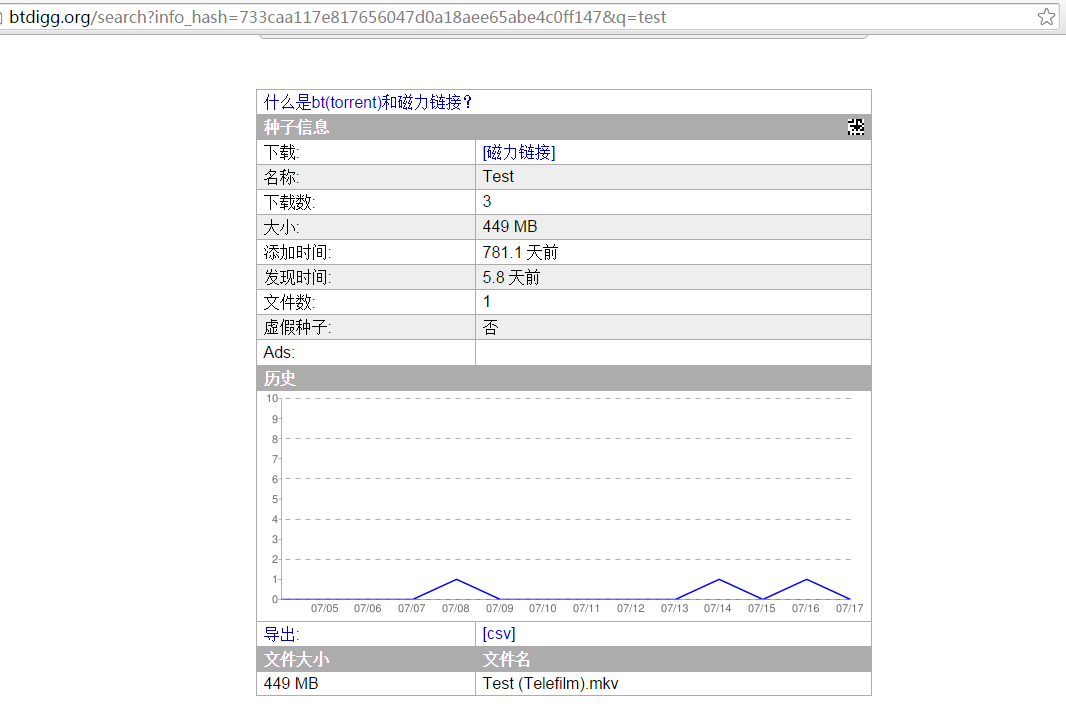 btdigg.org/search?info_hash=733caa117e817656047d0a18aee65abe4c0ff147&q=test
什么是bt(torrent)和磁力链接?
种子信息
下载: [磁力链接]
名称: Test
下载数: 3
大小: 449 MB
添加时间: 781.1 天前
发现时间: 5.8 天前
文件数: 1
虚假种子: 否
Ads:
历史
10
9
8
7
6
5
4
3
2
1
0
07/05 07/06 07/07 07/08 07/09 07/10 07/11 07/12 07/13 07/14 07/15 07/16 07/17
导出: [csv]
文件大小 文件名
449 MB Test (Telefilm).mkv